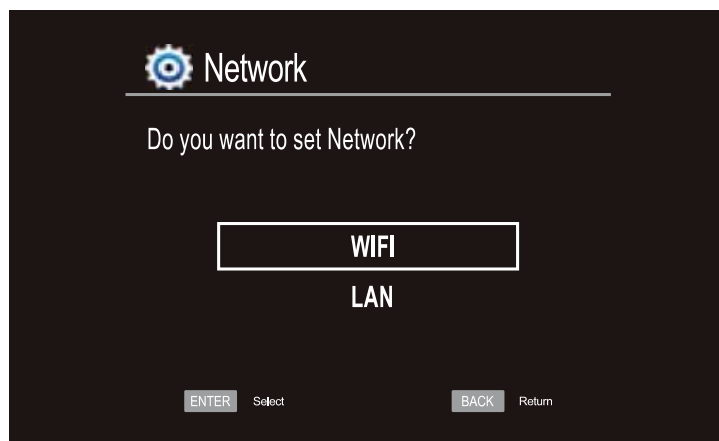 Network
Do you want to set Network?
WIFI
LAN
ENTER Select BACK Return